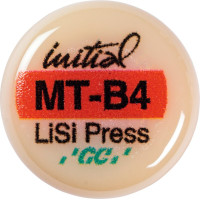 initial
MT-B4
LiSi Press
'GC'